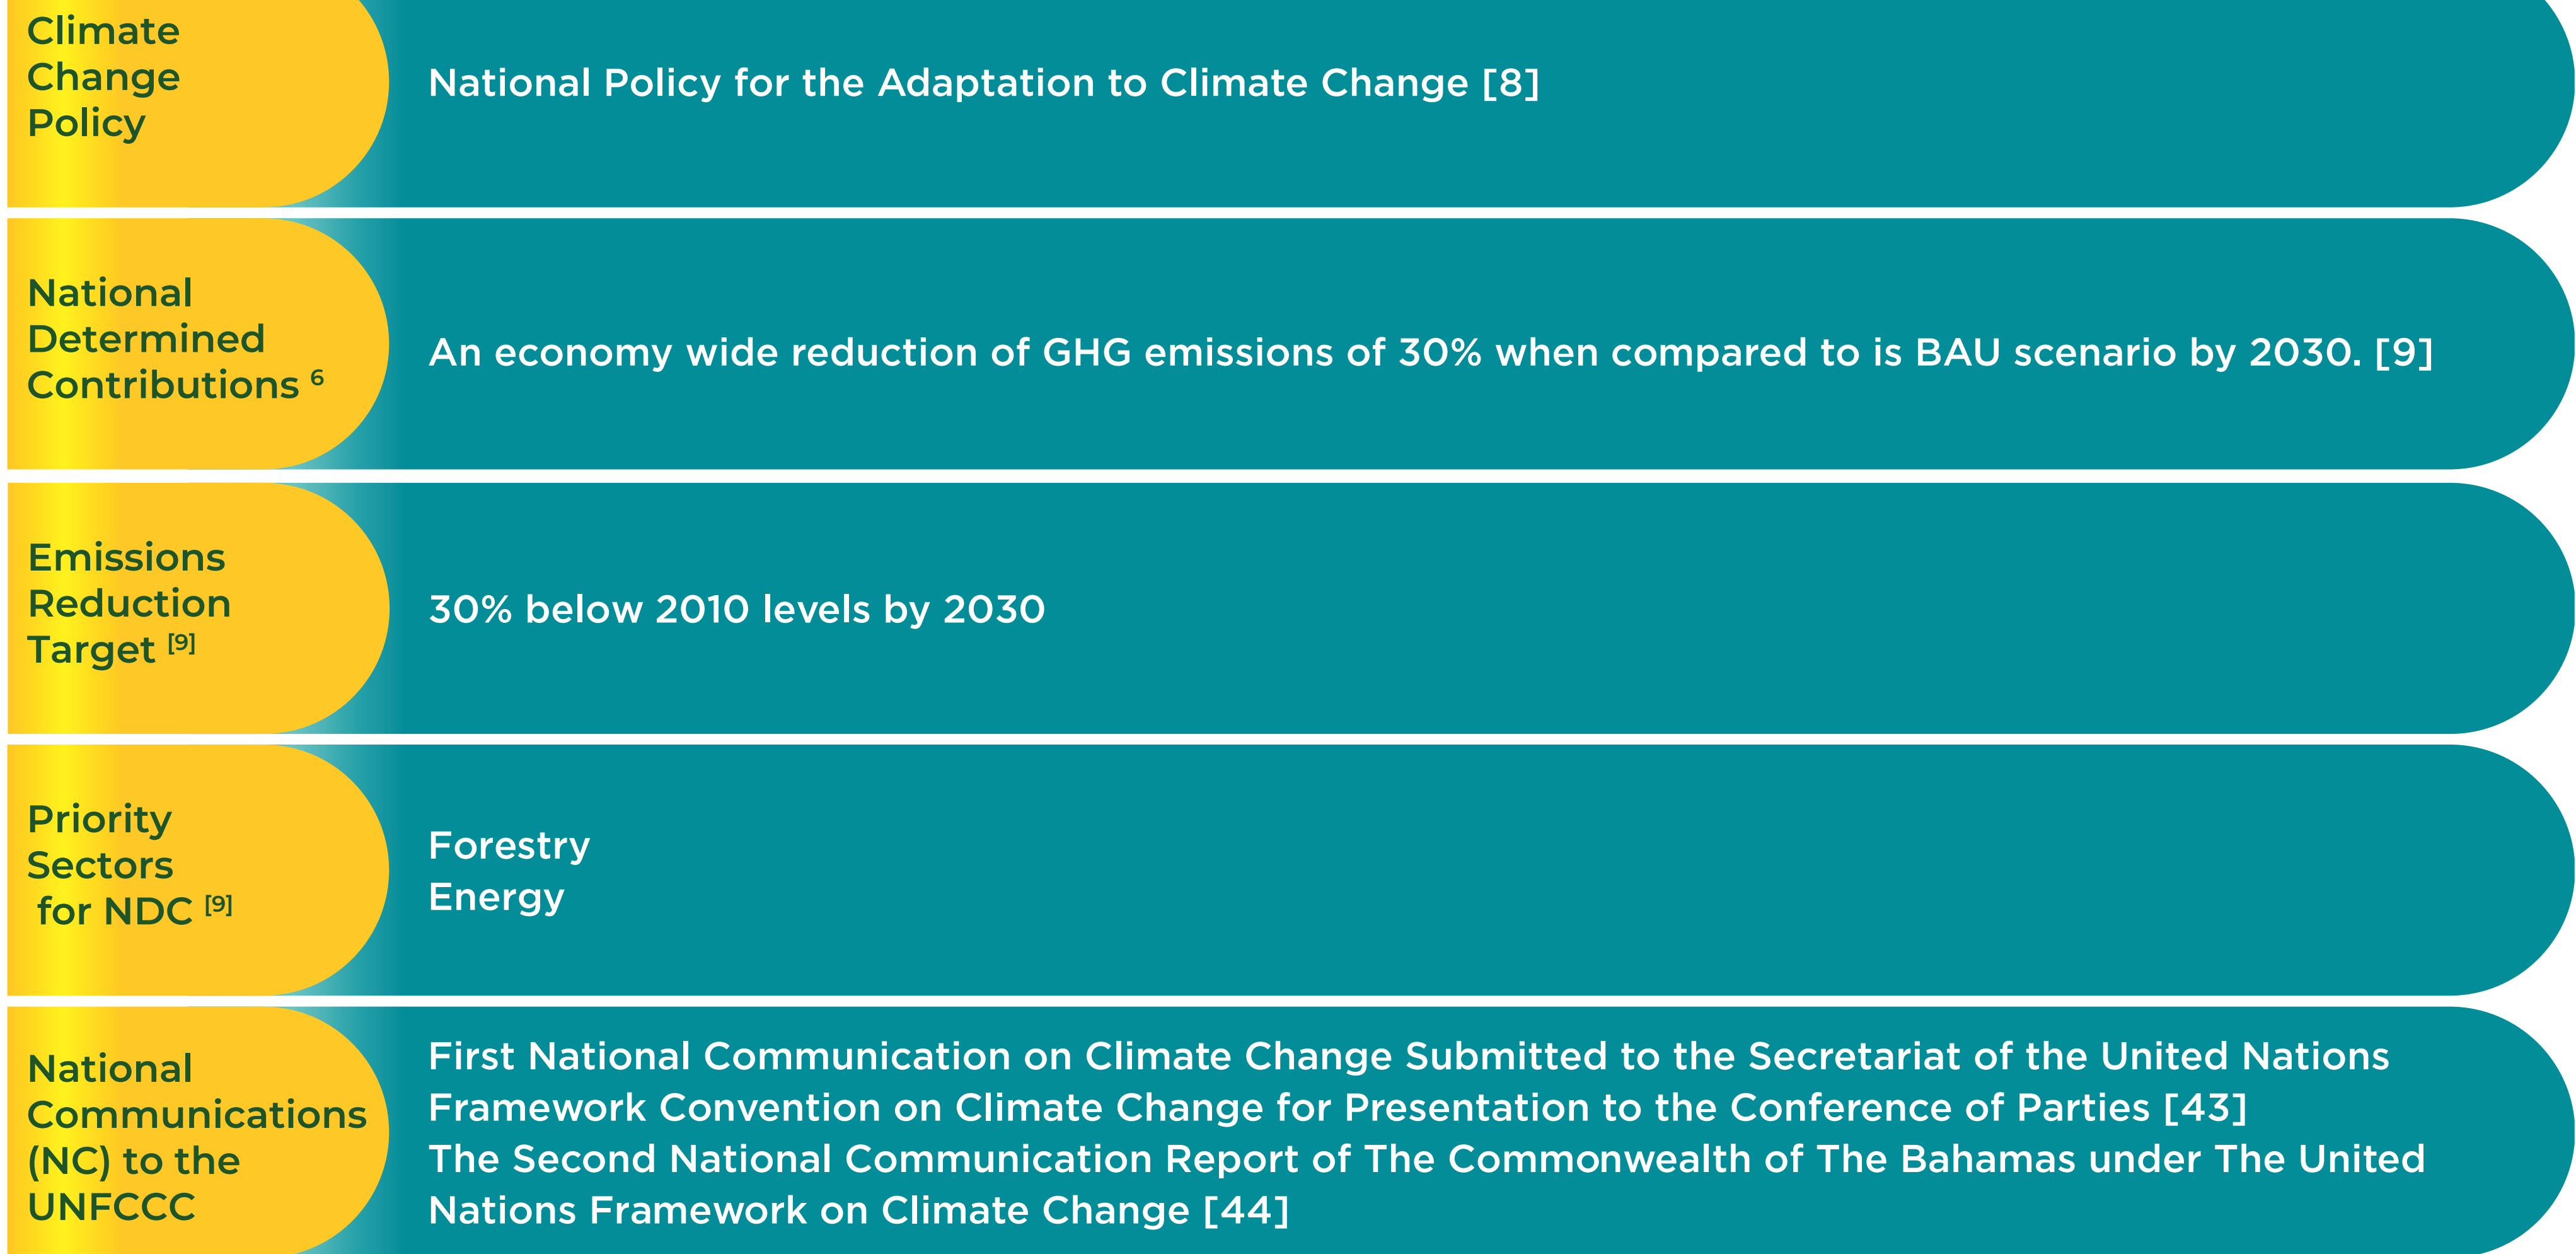 Climate
Change
Policy
National Policy for the Adaptation to Climate Change [8]
National
Determined
Contributions 6
An economy wide reduction of GHG emissions of 30% when compared to is BAU scenario by 2030. [9]
Emissions
Reduction
Target [9]
30% below 2010 levels by 2030
Priority
Sectors
for NDC [9]
Forestry
Energy
National
Communications
(NC) to the
UNFCCC
First National Communication on Climate Change Submitted to the Secretariat of the United Nations
Framework Convention on Climate Change for Presentation to the Conference of Parties [43]
The Second National Communication Report of The Commonwealth of The Bahamas under The United
Nations Framework on Climate Change [44]